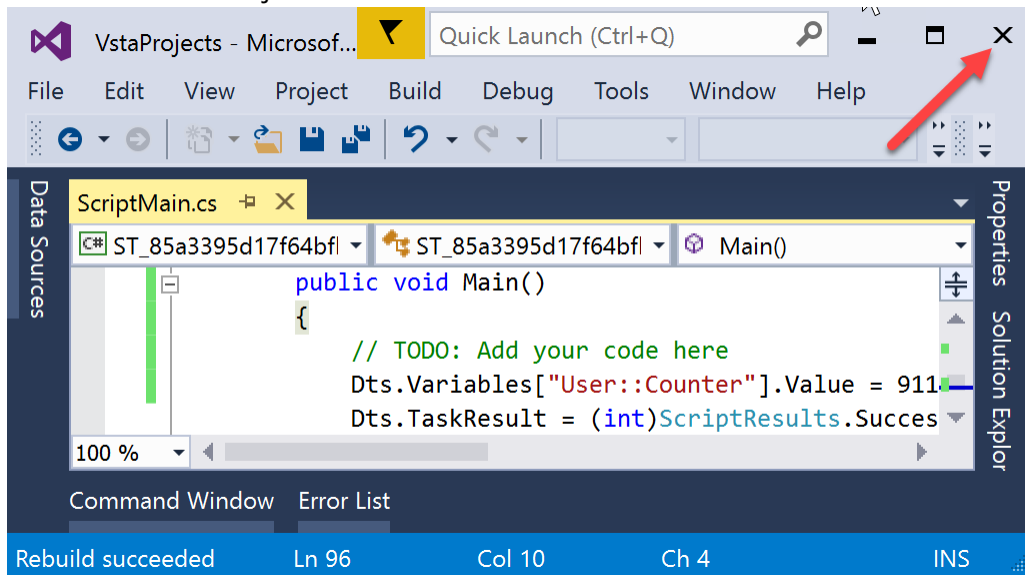 VstaProjects - Microsof...
Quick Launch (Ctrl+Q)
File Edit View Project Build Debug Tools Window Help
Data Sources
ScriptMain.cs
Properties
C# ST_85a3395d17f64bfl ST_85a3395d17f64bfl Main()
public void Main()
{
// TODO: Add your code here
Dts.Variables["User::Counter"].Value = 911
Dts.TaskResult = (int)ScriptResults.Succes
Solution Explor
100 %
Command Window Error List
Rebuild succeeded Ln 96 Col 10 Ch 4 INS